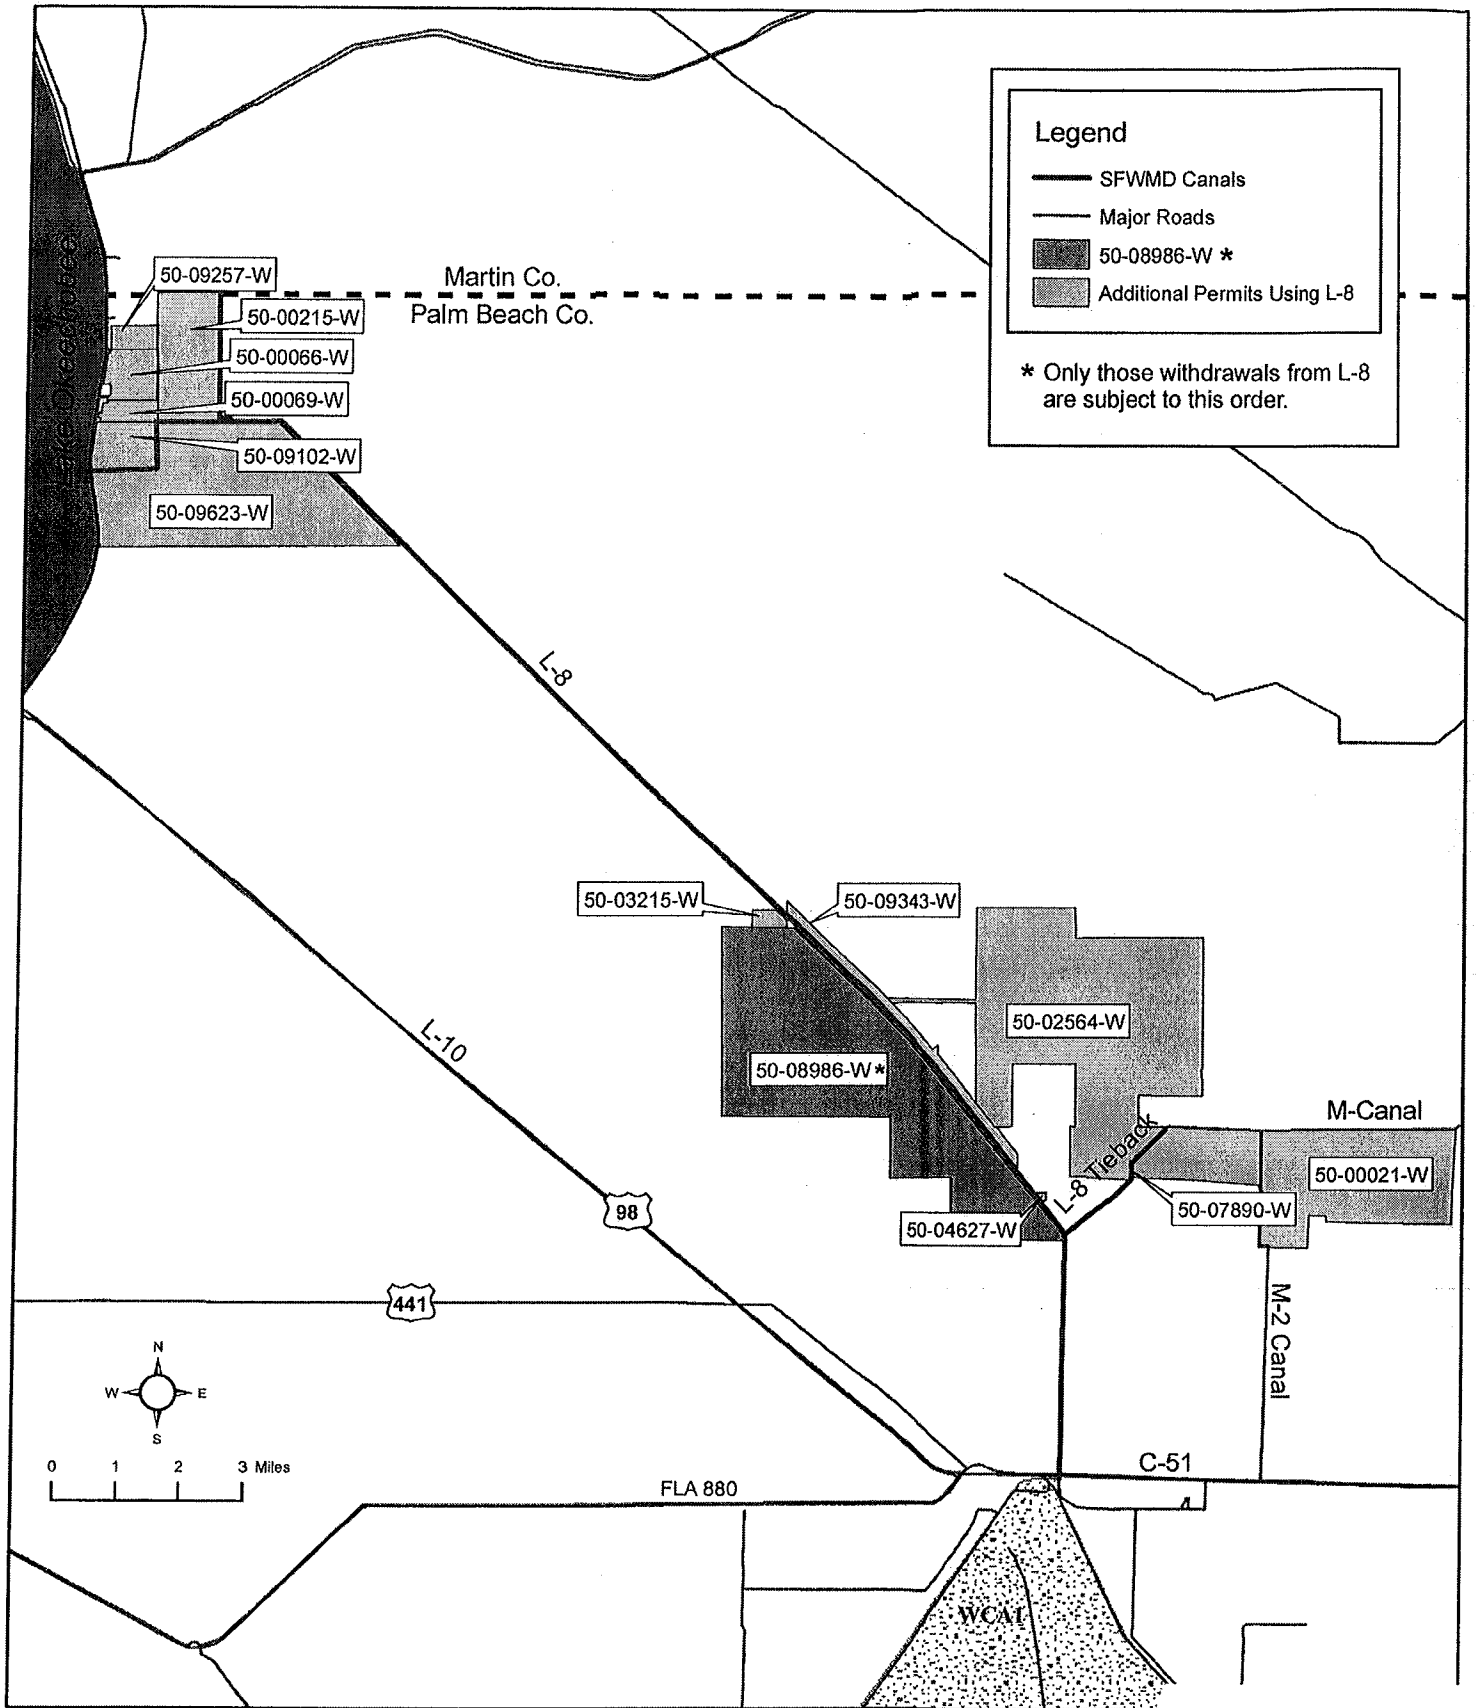 Legend
SFWMD Canals
Major Roads
50-08986-W *
Additional Permits Using L-8
* Only those withdrawals from L-8
are subject to this order.
Lake Okeechobee
Martin Co.
Palm Beach Co.
50-09257-W
50-00215-W
50-00066-W
50-00069-W
50-09102-W
50-09623-W
L-8
50-03215-W
50-09343-W
50-02564-W
L-10
50-08986-W*
M-Canal
L-8 Tieback
50-00021-W
50-07890-W
98
50-04627-W
441
M-2 Canal
N
W
E
S
0 1 2 3 Miles
C-51
FLA 880
WCA1